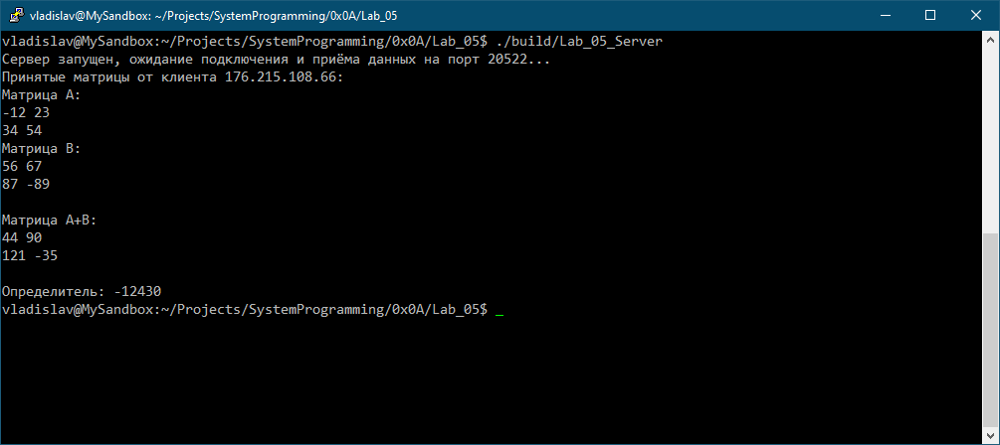 vladislav@MySandbox: ~/Projects/SystemProgramming/0x0A/Lab_05
vladislav@MySandbox:~/Projects/SystemProgramming/0x0A/Lab_05$ ./build/Lab_05_Server
Сервер запущен, ожидание подключения и приёма данных на порт 20522...
Принятые матрицы от клиента 176.215.108.66:
Матрица A:
-12 23
34 54
Матрица B:
56 67
87 -89
Матрица A+B:
44 90
121 -35
Определитель: -12430
vladislav@MySandbox:~/Projects/SystemProgramming/0x0A/Lab_05$ _